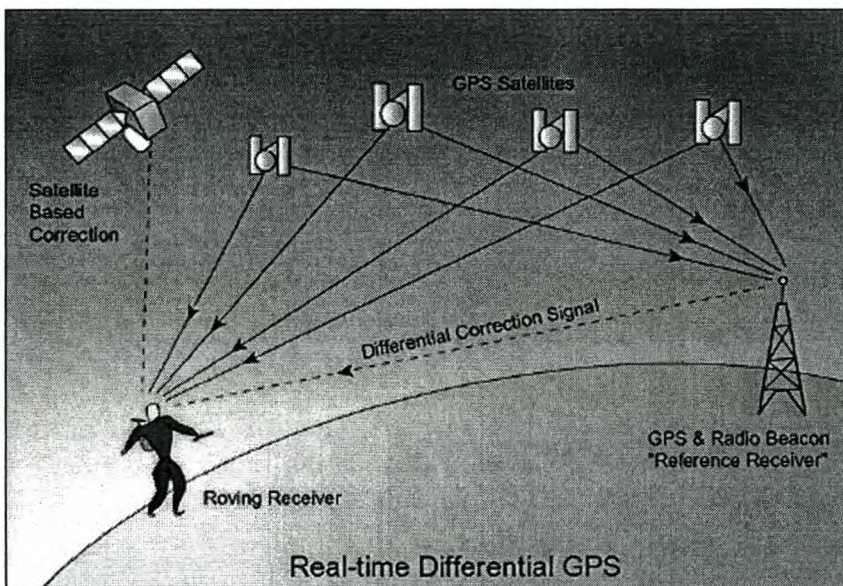 GPS Satellites
Satellite
Based
Correction
Differential Correction Signal
GPS & Radio Beacon
"Reference Receiver"
Roving Receiver
Real-time Differential GPS